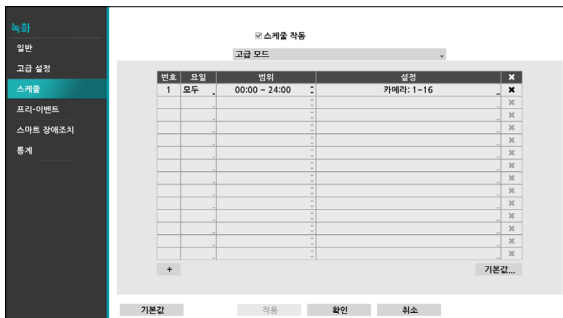 녹화
일반
고급 설정
스케줄
프리-이벤트
스마트 장애조치
통계
스케줄 작동
고급 모드
번호 요일 범위 설정
1 모두 00:00 ~ 24:00 카메라: 1~16
+ 기본값...
기본값 적용 확인 취소